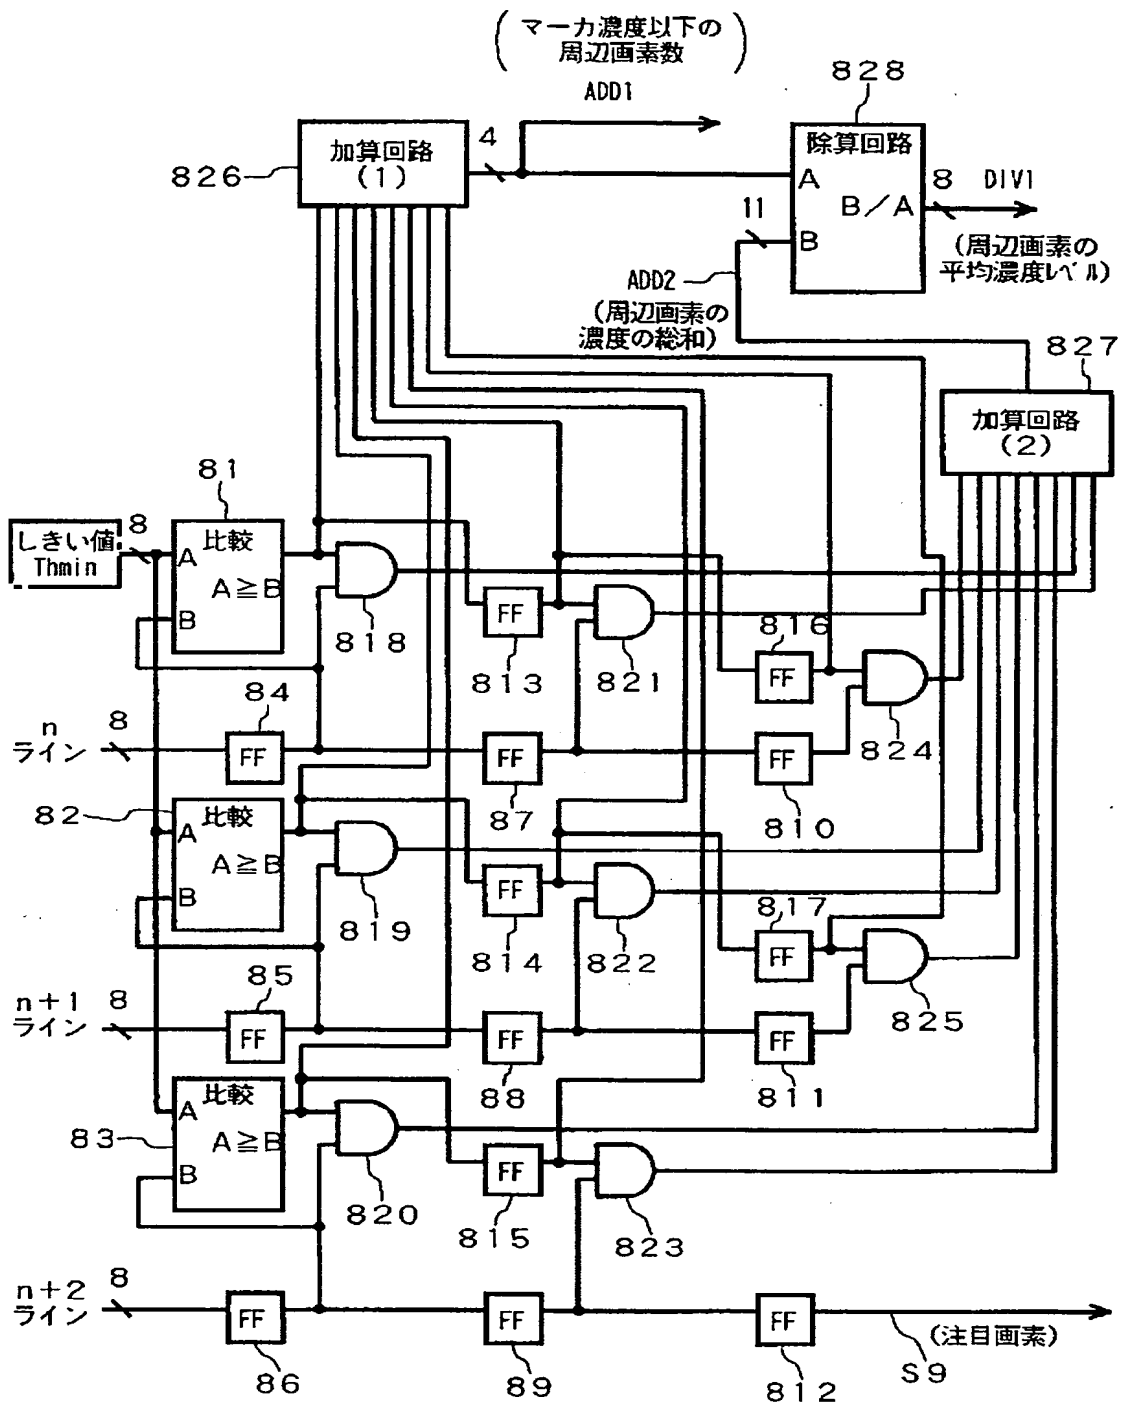 マーカ濃度以下の
周辺画素数
ADD1
828
826
加算回路
(1)
4
除算回路
A
B/A
B
8
DIV1
(周辺画素の
平均濃度レベル)
11
ADD2
(周辺画素の
濃度の総和)
827
加算回路
(2)
81
しきい値
Thmin
8
比較
A
A≧B
B
818
FF
813
821
816
FF
824
84
n
ライン
8
FF
FF
87
FF
810
82
比較
A
A≧B
B
819
FF
814
822
817
FF
825
85
n+1
ライン
8
FF
FF
88
FF
811
83
比較
A
A≧B
B
820
FF
815
823
n+2
ライン
8
FF
86
FF
89
FF
812
(注目画素)
S9